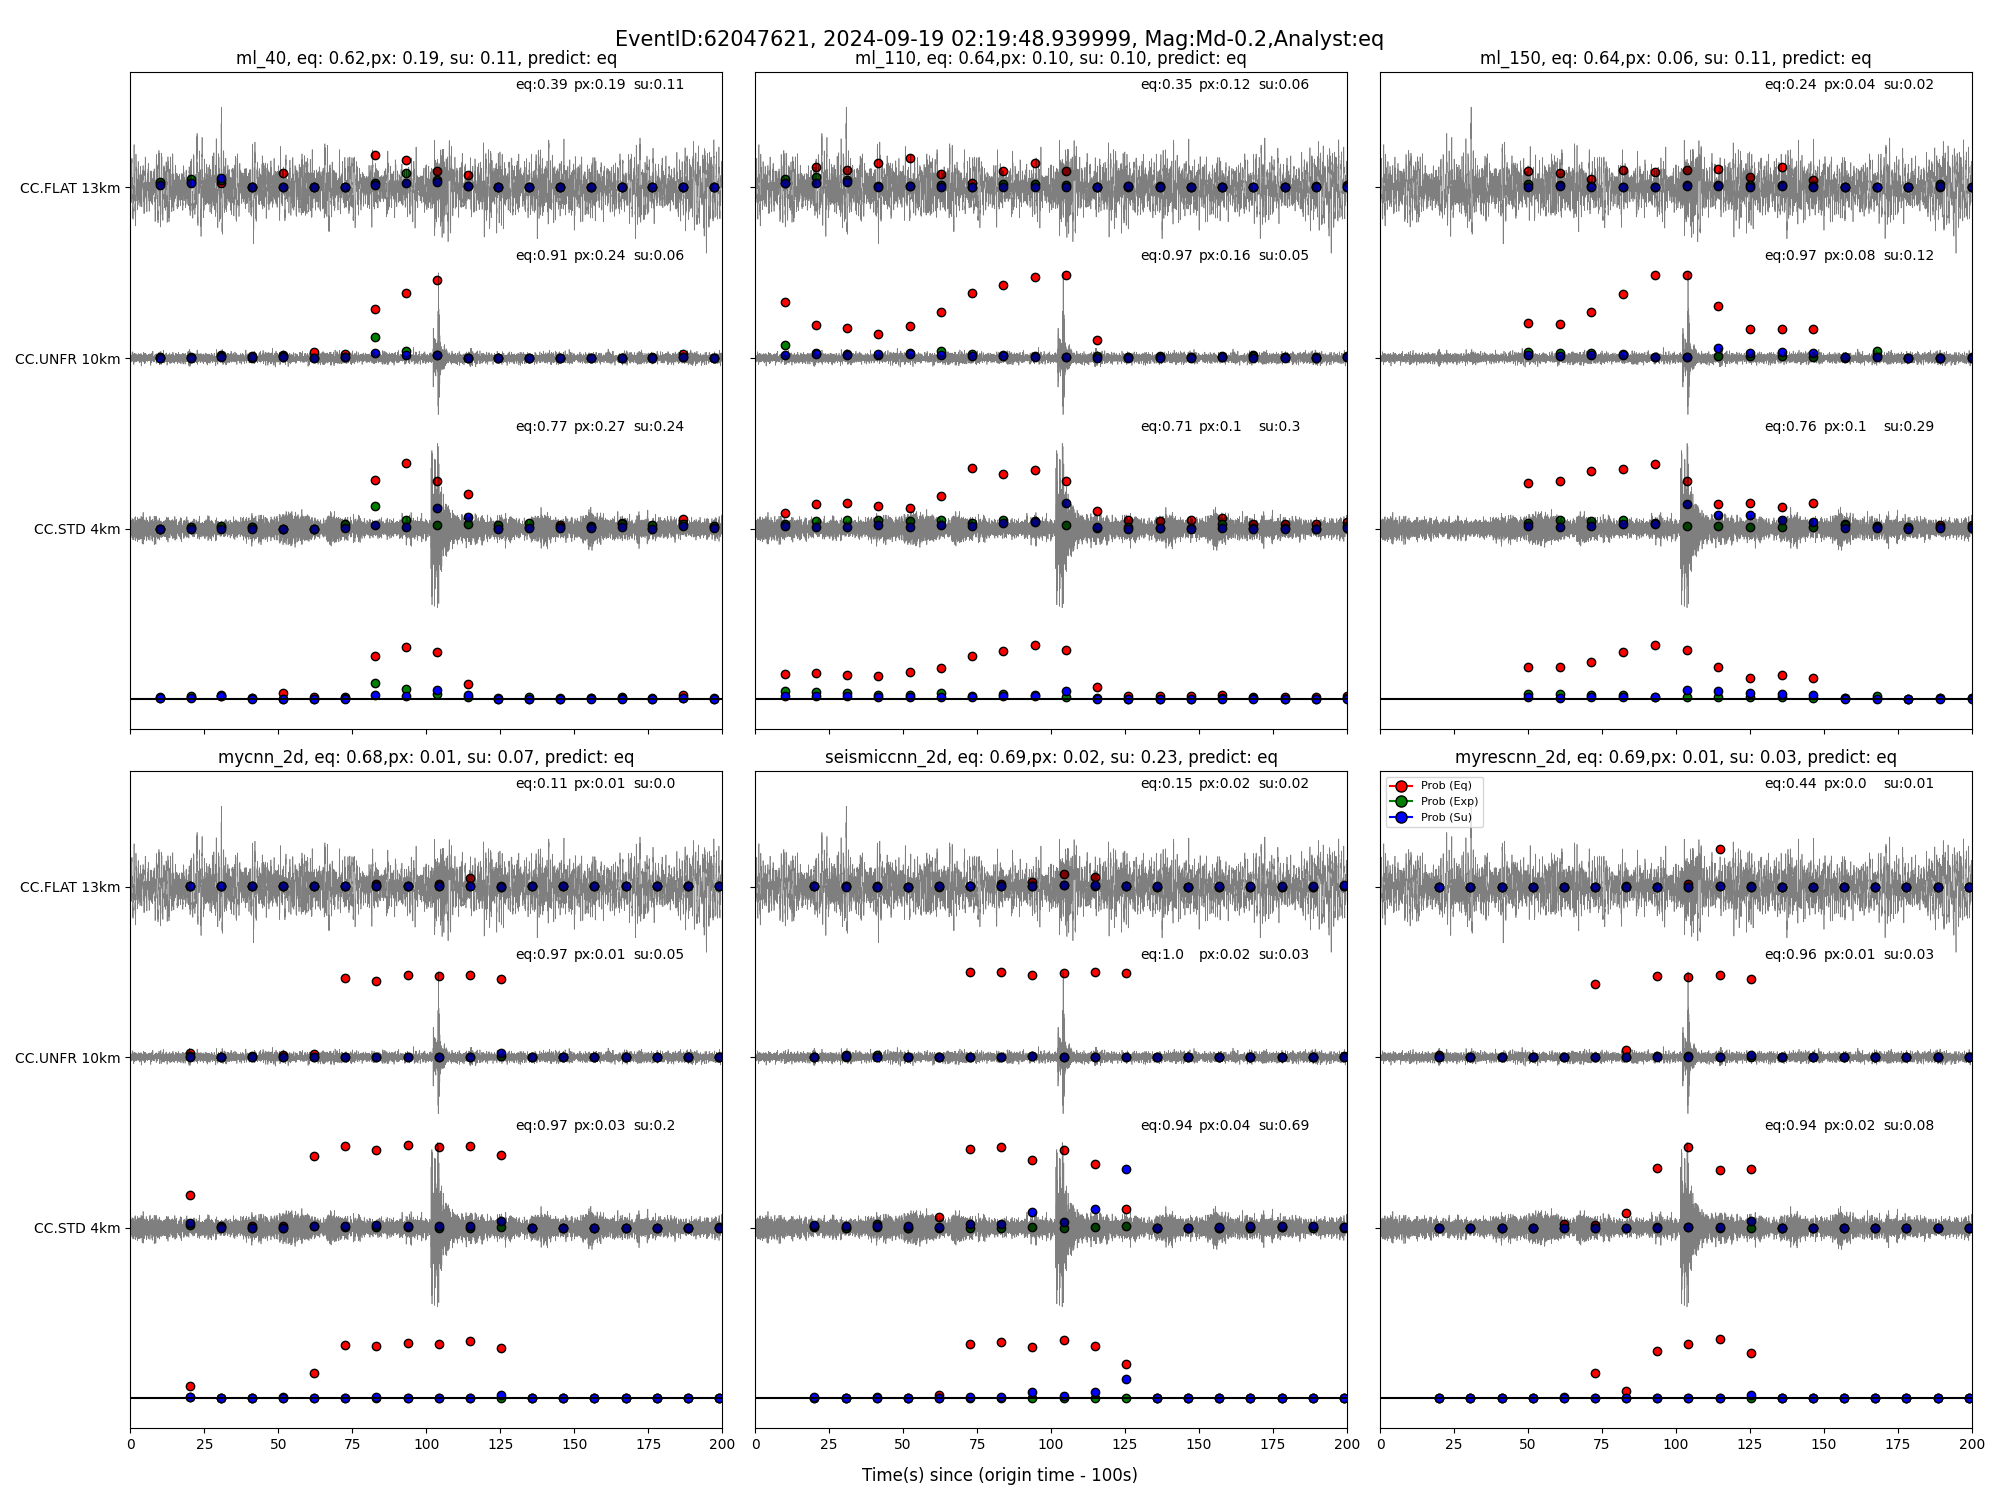 EventID:62047621, 2024-09-19 02:19:48.939999, Mag:Md-0.2,Analyst:eq
ml_40, eq: 0.62,px: 0.19, su: 0.11, predict: eq
eq:0.39 px:0.19 su:0.11
CC.FLAT 13km
eq:0.91 px:0.24 su:0.06
CC.UNFR 10km
eq:0.77 px:0.27 su:0.24
CC.STD 4km
ml_110, eq: 0.64,px: 0.10, su: 0.10, predict: eq
eq:0.35 px:0.12 su:0.06
eq:0.97 px:0.16 su:0.05
eq:0.71 px:0.1 su:0.3
ml_150, eq: 0.64,px: 0.06, su: 0.11, predict: eq
eq:0.24 px:0.04 su:0.02
eq:0.97 px:0.08 su:0.12
eq:0.76 px:0.1 su:0.29
mycnn_2d, eq: 0.68,px: 0.01, su: 0.07, predict: eq
eq:0.11 px:0.01 su:0.0
CC.FLAT 13km
eq:0.97 px:0.01 su:0.05
CC.UNFR 10km
eq:0.97 px:0.03 su:0.2
CC.STD 4km
0 25 50 75 100 125 150 175 200
seismiccnn_2d, eq: 0.69,px: 0.02, su: 0.23, predict: eq
eq:0.15 px:0.02 su:0.02
eq:1.0 px:0.02 su:0.03
eq:0.94 px:0.04 su:0.69
0 25 50 75 100 125 150 175 200
myrescnn_2d, eq: 0.69,px: 0.01, su: 0.03, predict: eq
Prob (Eq)
Prob (Exp)
Prob (Su)
eq:0.44 px:0.0 su:0.01
eq:0.96 px:0.01 su:0.03
eq:0.94 px:0.02 su:0.08
0 25 50 75 100 125 150 175 200
Time(s) since (origin time - 100s)